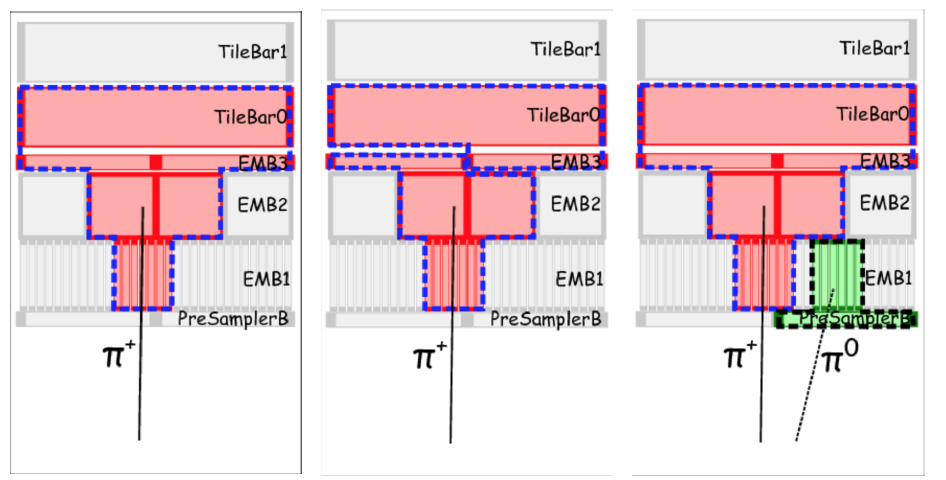 TileBar1
TileBar0
EMB3
EMB2
EMB1
PreSamplerB
π+
TileBar1
TileBar0
EMB3
EMB2
EMB1
PreSamplerB
π+
TileBar1
TileBar0
EMB3
EMB2
EMB1
PreSamplerB
π+
π0